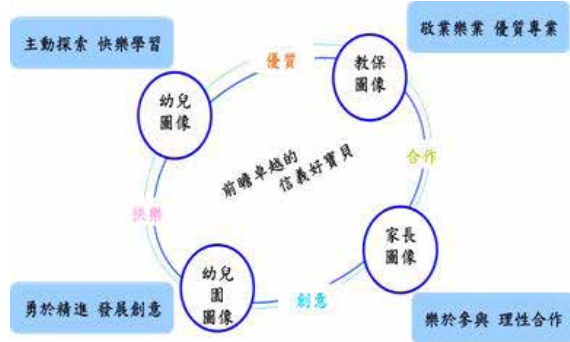 主動探索 快樂學習
敬業樂業 優質專業
優質
幼兒
圖像
教保
圖像
前瞻卓越的
信義好寶貝
合作
快樂
幼兒
園
圖像
家長
圖像
創意
勇於精進 發展創意
樂於參與 理性合作